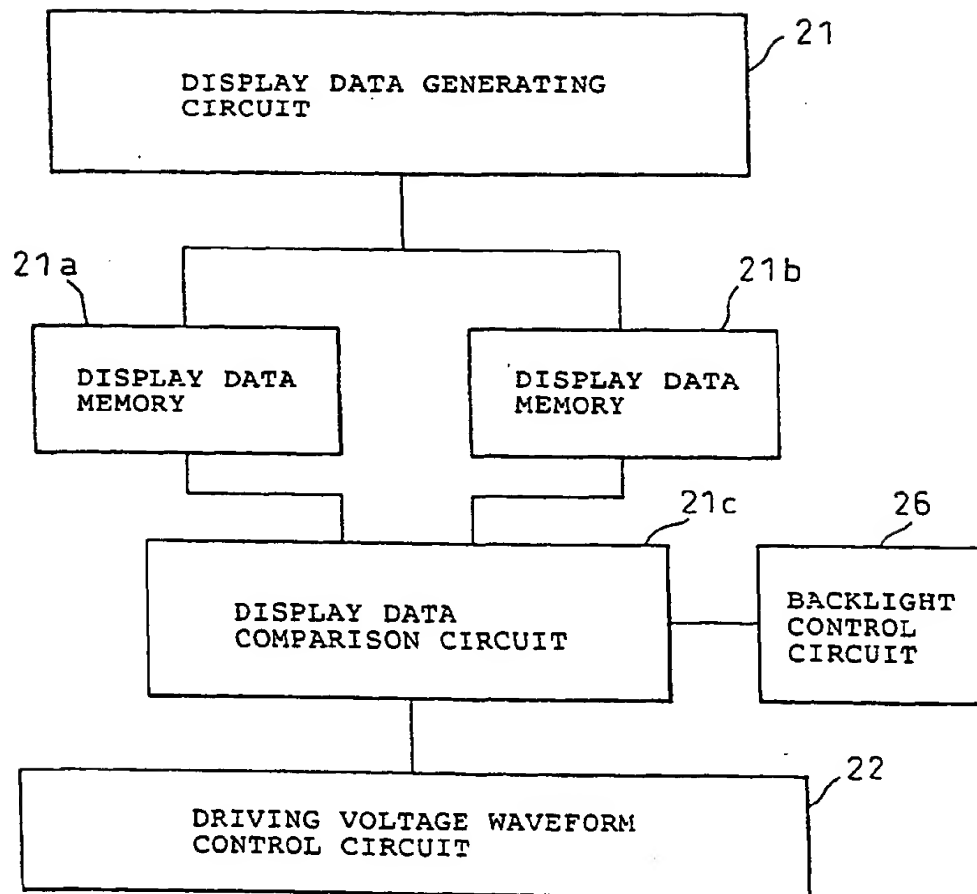 21
DISPLAY DATA GENERATING
CIRCUIT
21a
21b
DISPLAY DATA
MEMORY
DISPLAY DATA
MEMORY
21c
26
DISPLAY DATA
COMPARISON CIRCUIT
BACKLIGHT
CONTROL
CIRCUIT
22
DRIVING VOLTAGE WAVEFORM
CONTROL CIRCUIT